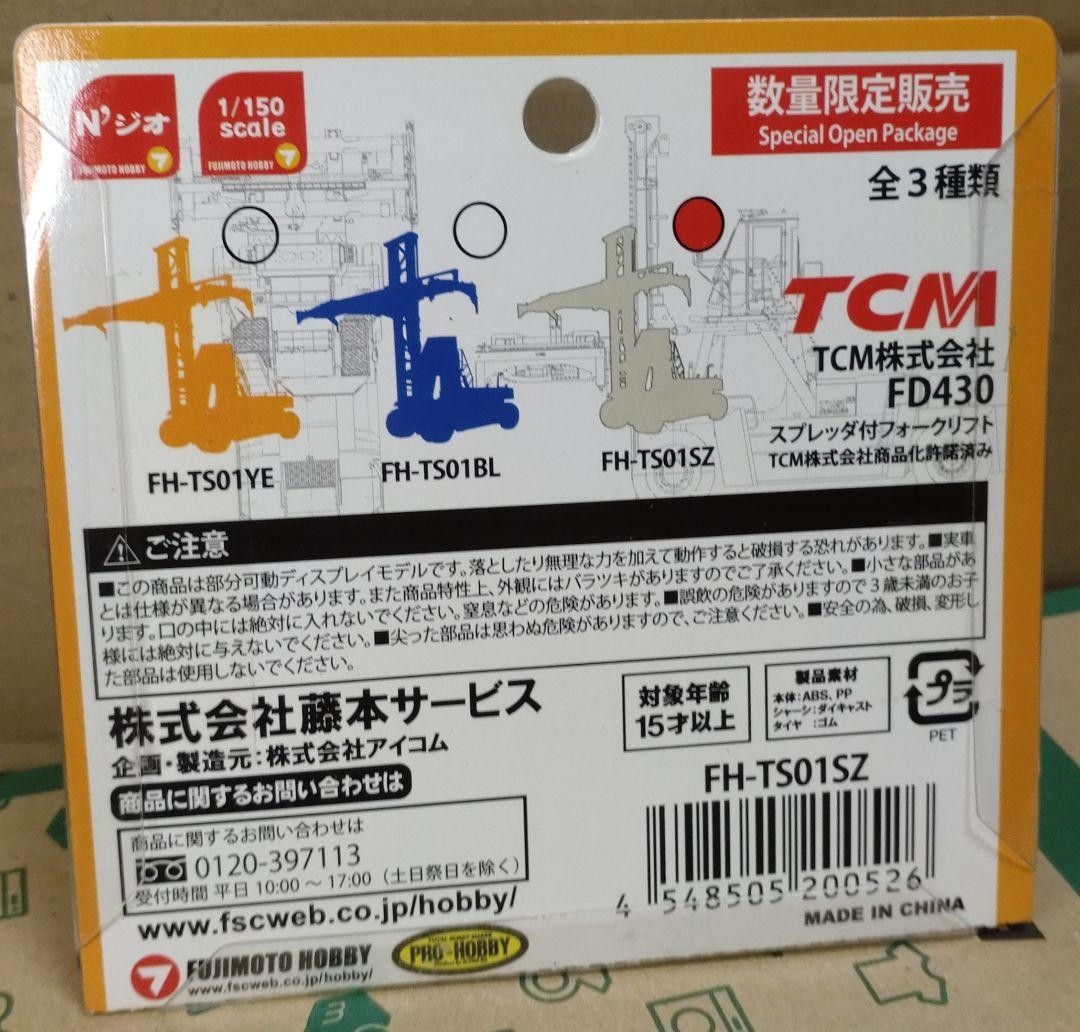 N'ジオ
FUJIMOTO HOBBY
1/150
scale
FUJIMOTO HOBBY
数量限定販売
Special Open Package
全3種類
TCM
TCM株式会社
FD430
スプレッダ付フォークリフト
TCM株式会社商品化許諾済み
FH-TS01YE
FH-TS01BL
FH-TS01SZ
ご注意
■この商品は部分可動ディスプレイモデルです。落としたり無理な力を加えて動作すると破損する恐れがあります。■実車
とは仕様が異なる場合があります。また商品特性上、外観にはバラツキがありますのでご了承ください。■小さな部品があ
ります。口の中には絶対に入れないでください。窒息などの危険があります。■誤飲の危険がありますので3歳未満のお子
様には絶対に与えないでください。■尖った部品は思わぬ危険がありますので、ご注意ください。■安全の為、破損、変形し
た部品は使用しないでください。
株式会社藤本サービス
企画・製造元：株式会社アイコム
商品に関するお問い合わせは
商品に関するお問い合わせは
0120-397113
受付時間 平日 10:00～17:00（土日祭日を除く）
www.fscweb.co.jp/hobby/
FUJIMOTO HOBBY
www.fscweb.co.jp/hobby/
PRO-HOBBY
対象年齢
15才以上
製品素材
本体：ABS、PP
シャーシ：ダイキャスト
タイヤ：ゴム
プラ
PET
FH-TS01SZ
4 548505 200526
MADE IN CHINA